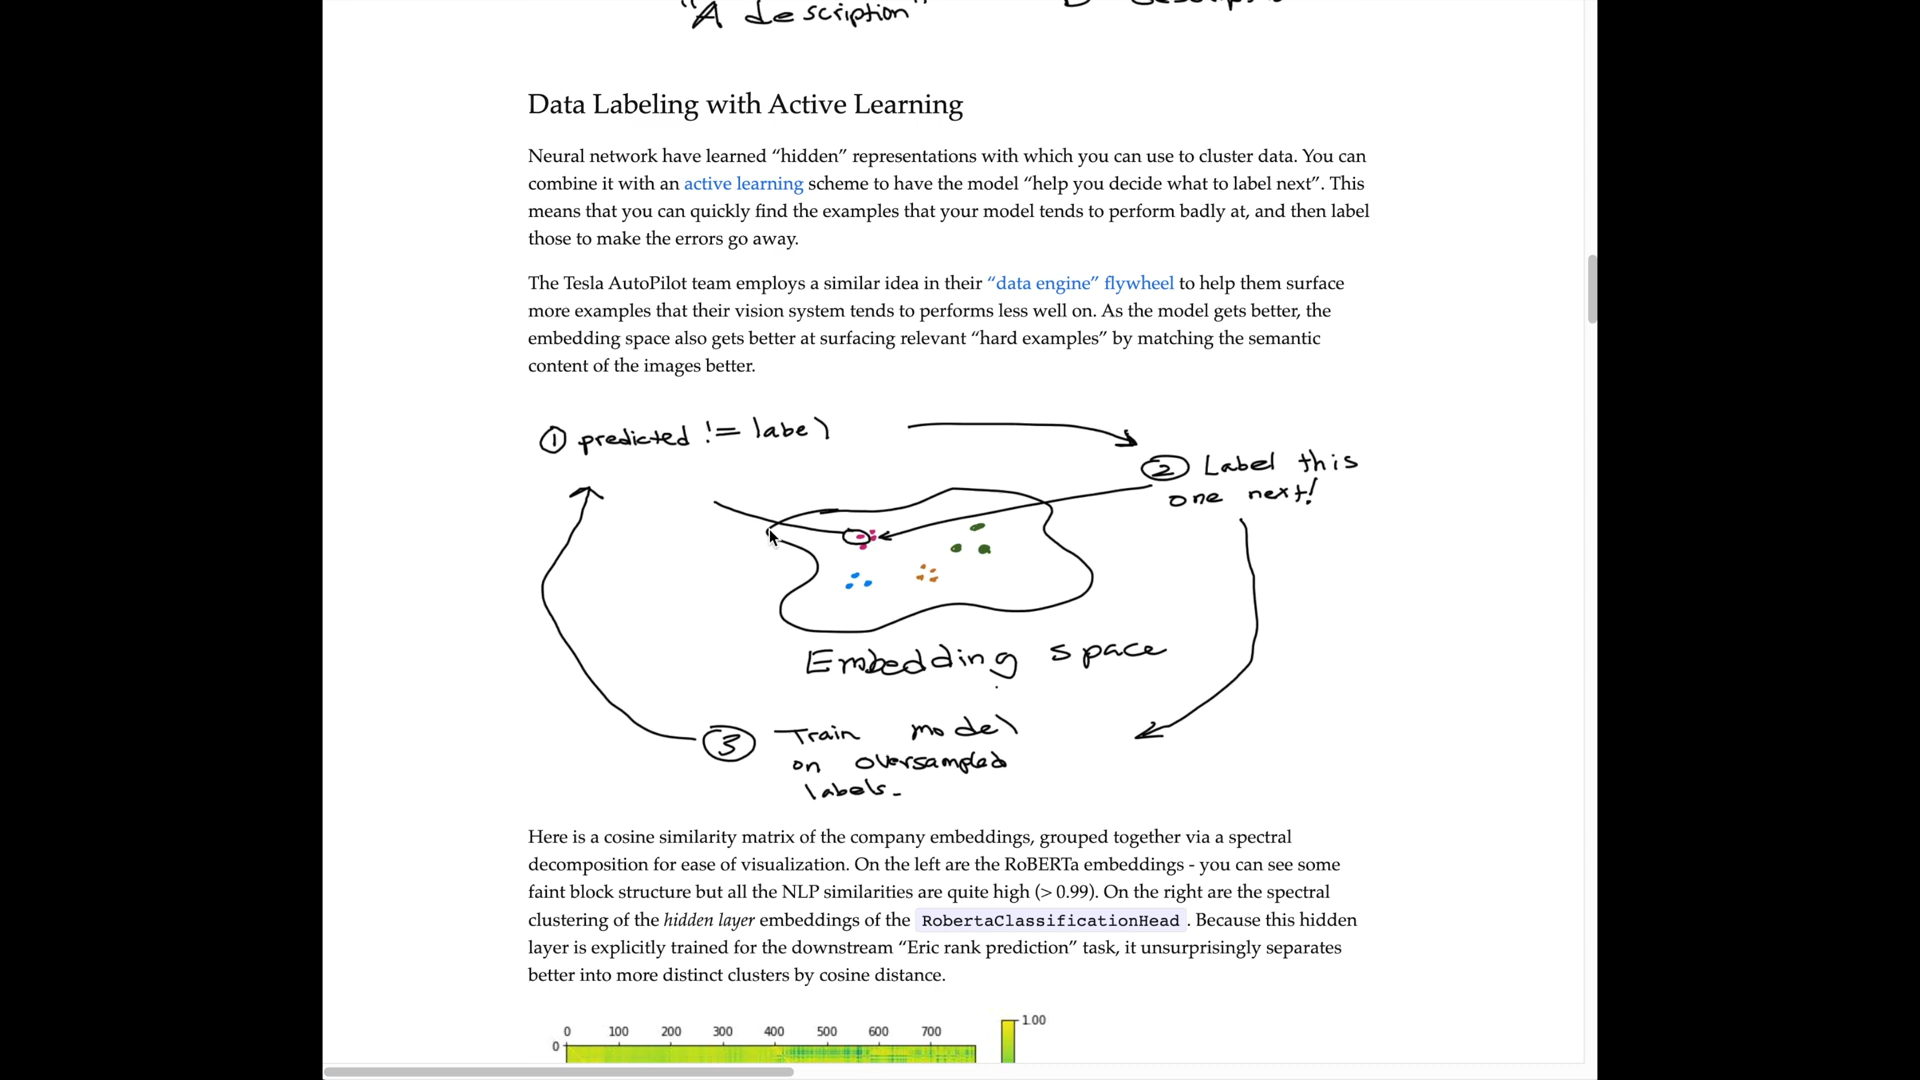 "A description"
Data Labeling with Active Learning
Neural network have learned “hidden” representations with which you can use to cluster data. You can
combine it with an active learning scheme to have the model “help you decide what to label next”. This
means that you can quickly find the examples that your model tends to perform badly at, and then label
those to make the errors go away.
The Tesla AutoPilot team employs a similar idea in their “data engine” flywheel to help them surface
more examples that their vision system tends to performs less well on. As the model gets better, the
embedding space also gets better at surfacing relevant “hard examples” by matching the semantic
content of the images better.
① predicted != label
② Label this
one next!
Embedding space
③ Train model
on oversampled
labels.
Here is a cosine similarity matrix of the company embeddings, grouped together via a spectral
decomposition for ease of visualization. On the left are the RoBERTa embeddings - you can see some
faint block structure but all the NLP similarities are quite high (> 0.99). On the right are the spectral
clustering of the hidden layer embeddings of the RobertaClassificationHead . Because this hidden
layer is explicitly trained for the downstream “Eric rank prediction” task, it unsurprisingly separates
better into more distinct clusters by cosine distance.
0 100 200 300 400 500 600 700
1.00
0